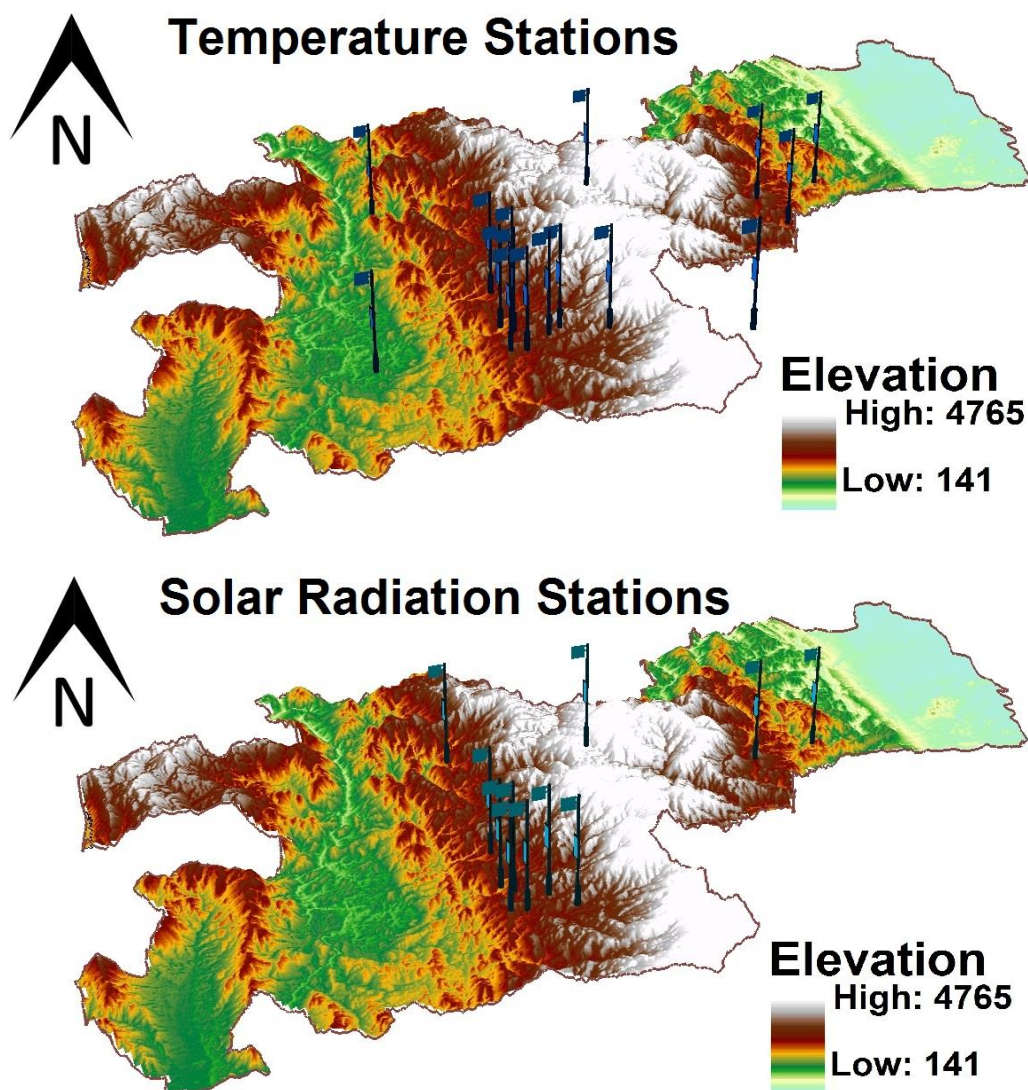 Temperature Stations
N
Elevation
High: 4765
Low: 141
Solar Radiation Stations
N
Elevation
High: 4765
Low: 141